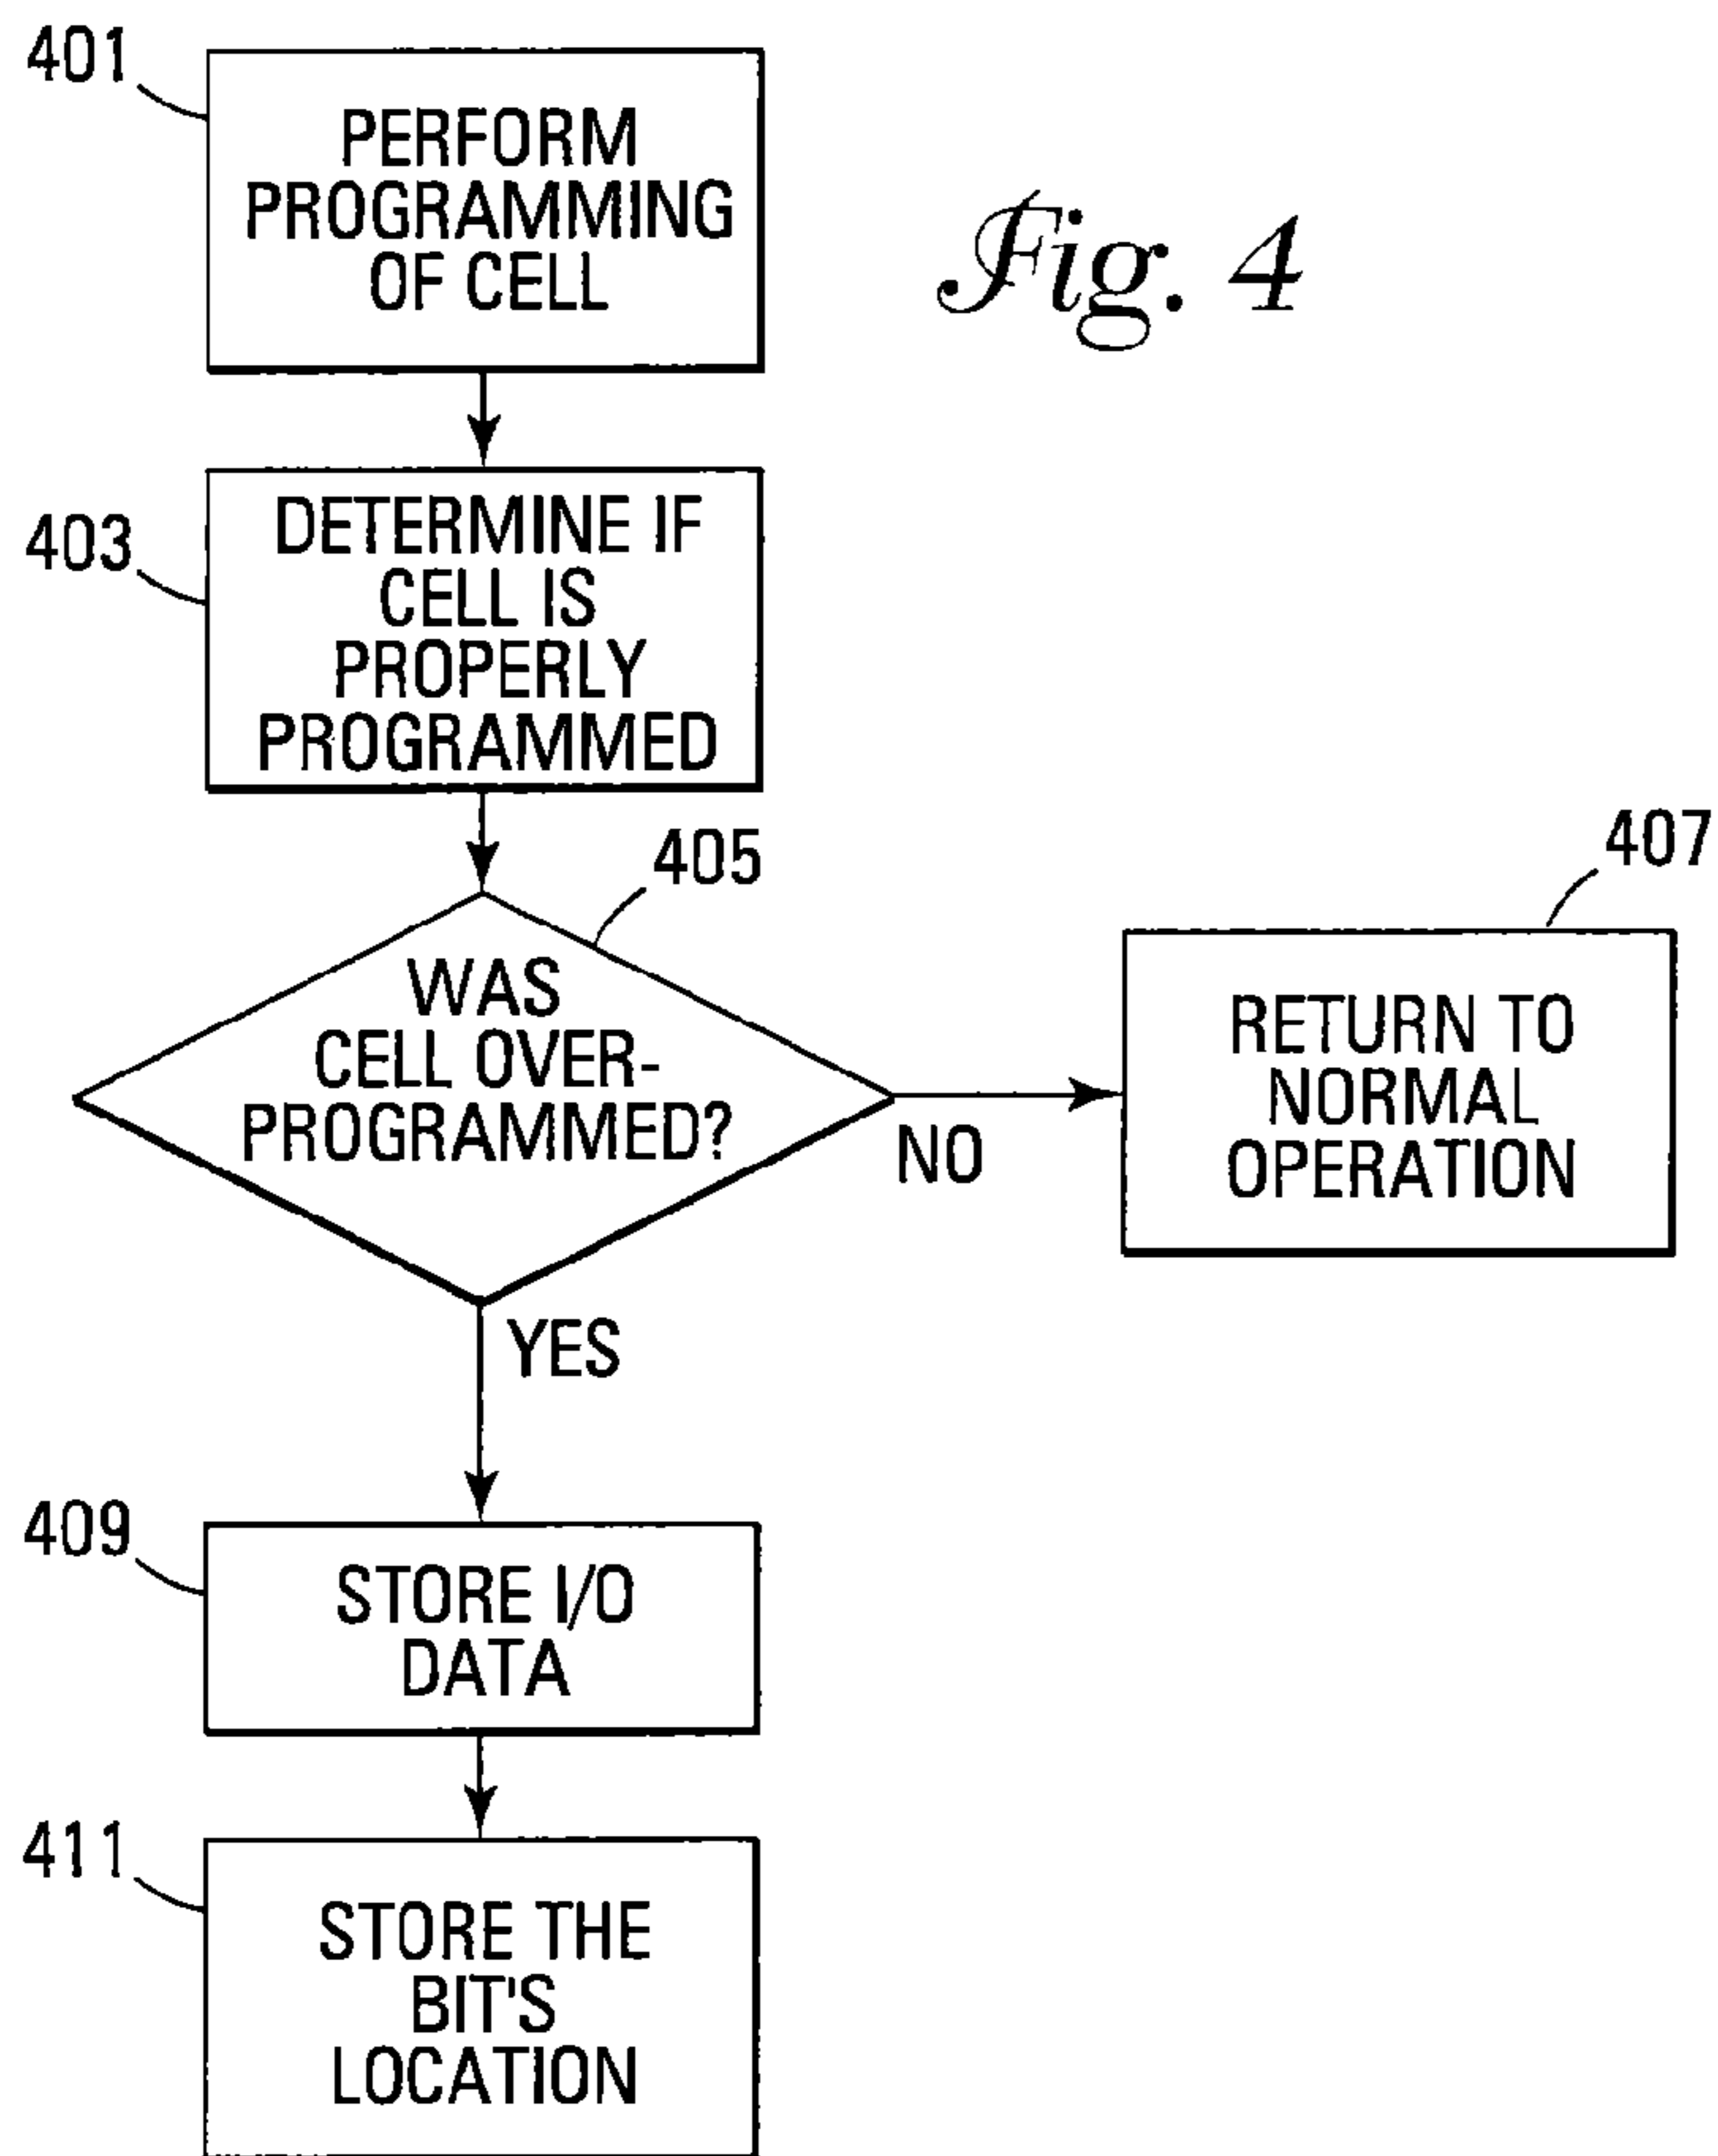 401
PERFORM
PROGRAMMING
OF CELL
Fig. 4
403
DETERMINE IF
CELL IS
PROPERLY
PROGRAMMED
405
WAS
CELL OVER-
PROGRAMMED?
NO
407
RETURN TO
NORMAL
OPERATION
YES
409
STORE I/O
DATA
411
STORE THE
BIT'S
LOCATION